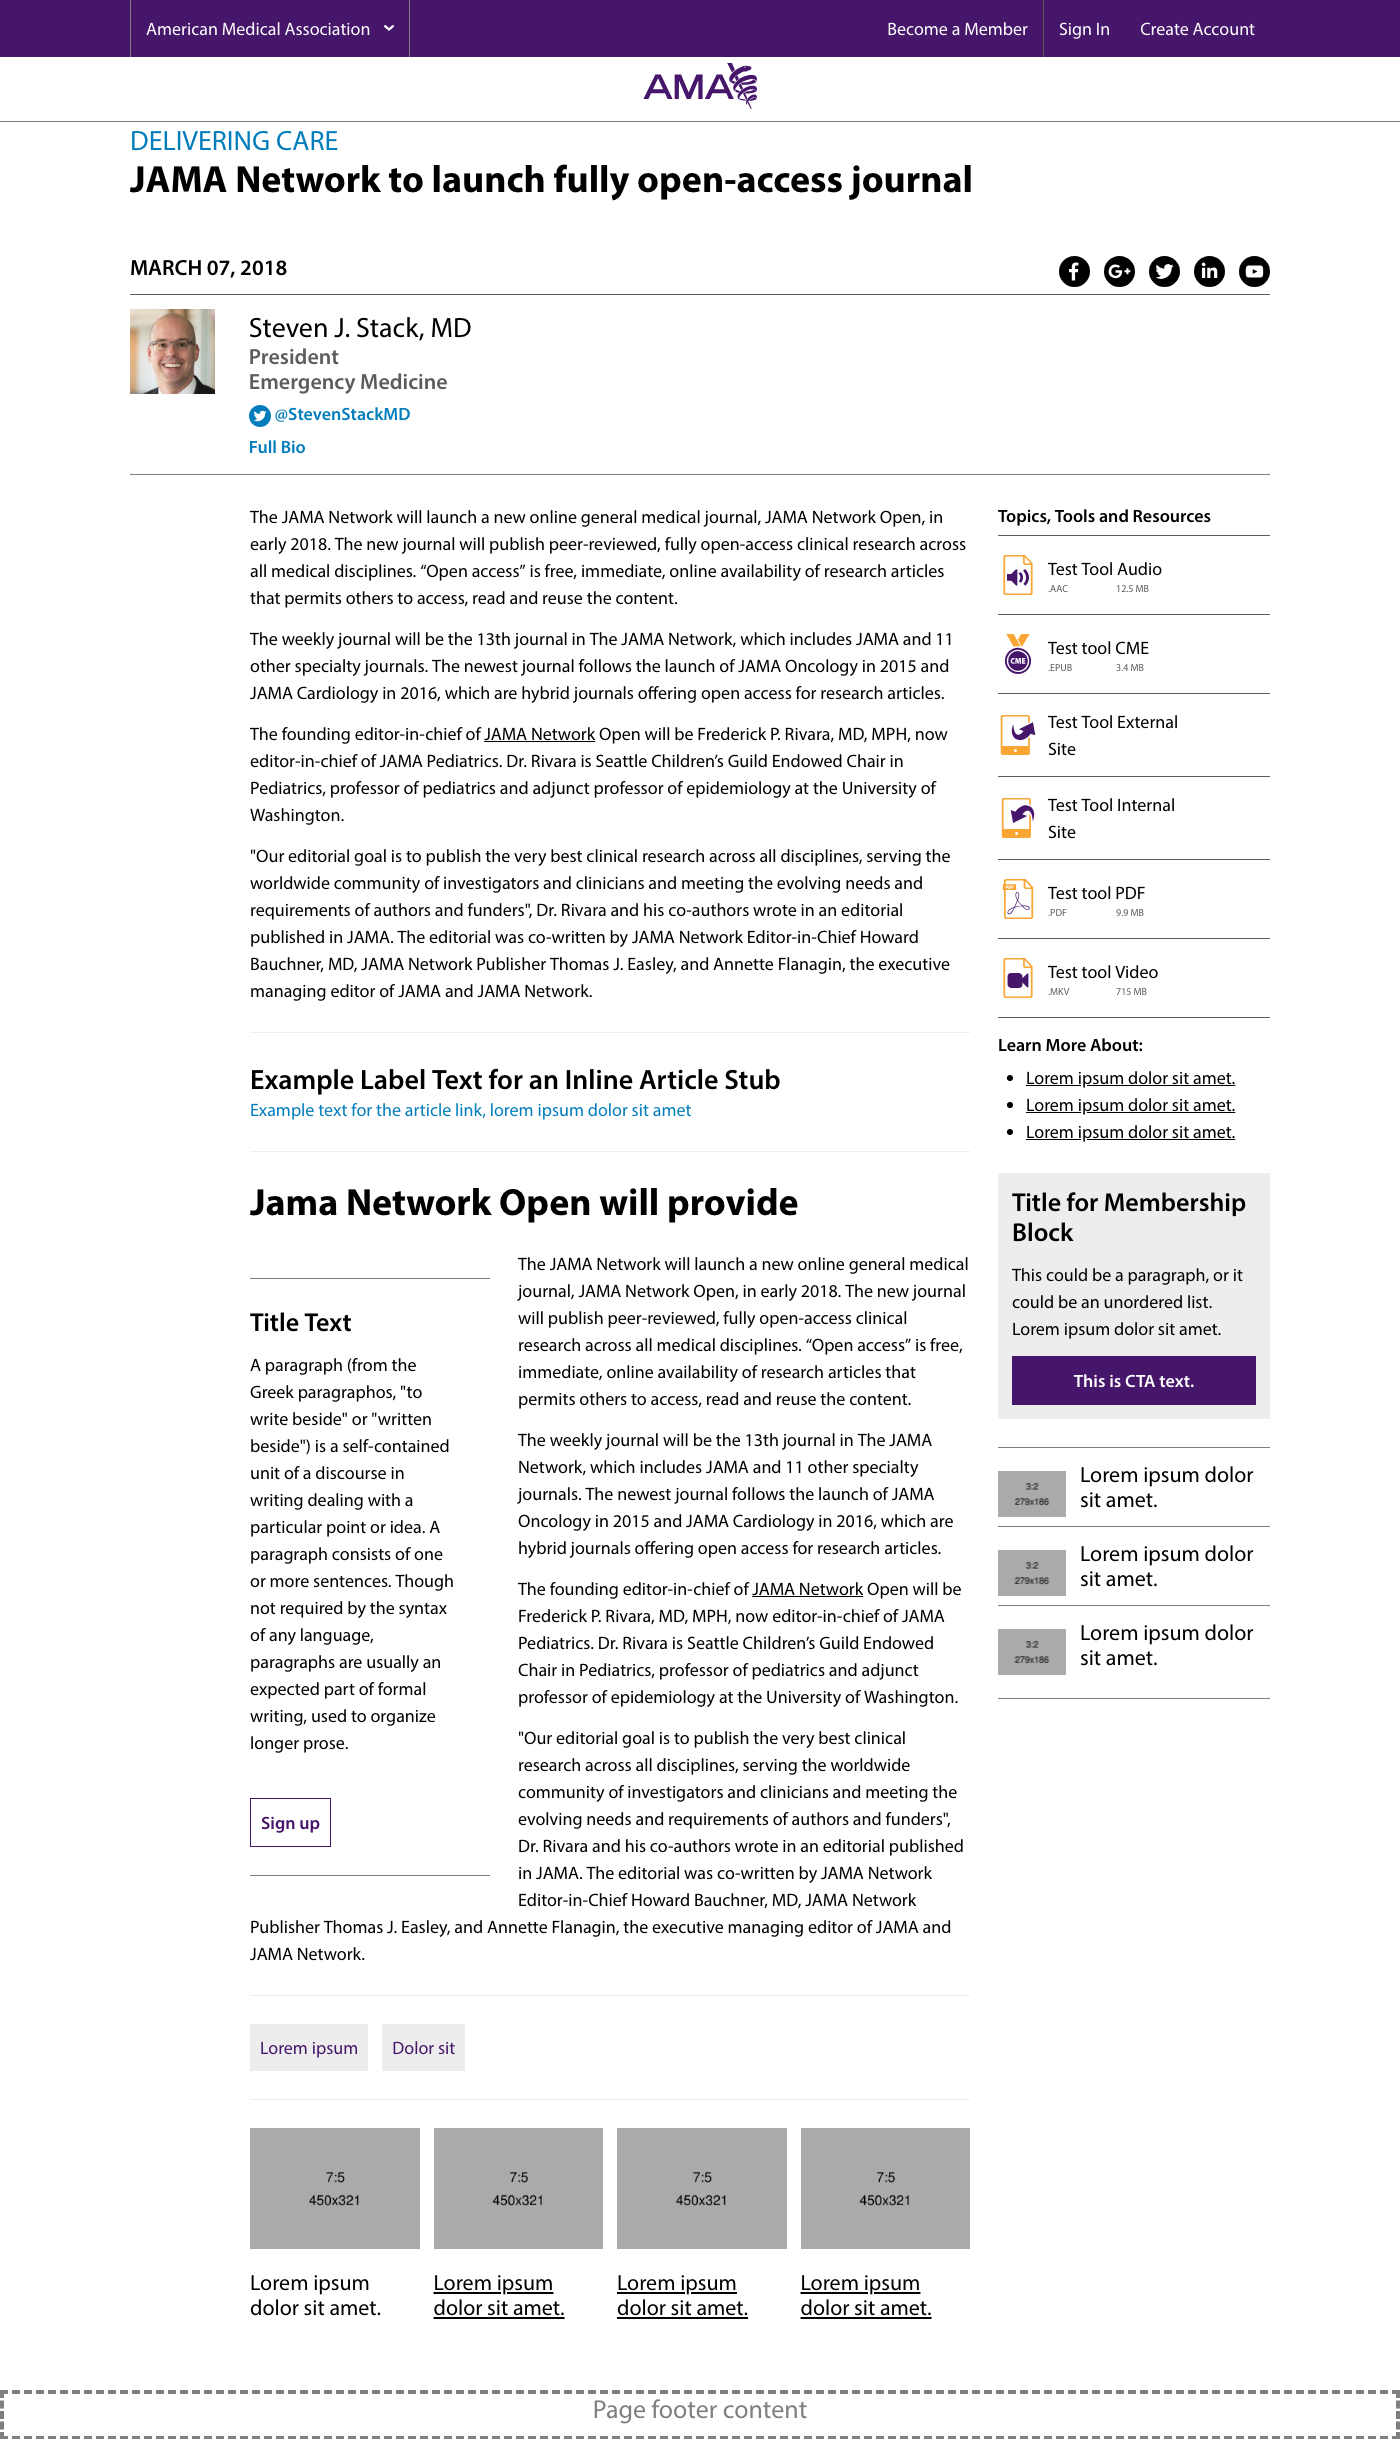 American Medical Association
Become a Member
Sign In
Create Account
AMA
DELIVERING CARE
JAMA Network to launch fully open-access journal
MARCH 07, 2018
Steven J. Stack, MD
President
Emergency Medicine
@StevenStackMD
Full Bio
The JAMA Network will launch a new online general medical journal, JAMA Network Open, in
early 2018. The new journal will publish peer-reviewed, fully open-access clinical research across
all medical disciplines. “Open access” is free, immediate, online availability of research articles
that permits others to access, read and reuse the content.
The weekly journal will be the 13th journal in The JAMA Network, which includes JAMA and 11
other specialty journals. The newest journal follows the launch of JAMA Oncology in 2015 and
JAMA Cardiology in 2016, which are hybrid journals offering open access for research articles.
The founding editor-in-chief of JAMA Network Open will be Frederick P. Rivara, MD, MPH, now
editor-in-chief of JAMA Pediatrics. Dr. Rivara is Seattle Children’s Guild Endowed Chair in
Pediatrics, professor of pediatrics and adjunct professor of epidemiology at the University of
Washington.
"Our editorial goal is to publish the very best clinical research across all disciplines, serving the
worldwide community of investigators and clinicians and meeting the evolving needs and
requirements of authors and funders", Dr. Rivara and his co-authors wrote in an editorial
published in JAMA. The editorial was co-written by JAMA Network Editor-in-Chief Howard
Bauchner, MD, JAMA Network Publisher Thomas J. Easley, and Annette Flanagin, the executive
managing editor of JAMA and JAMA Network.
Example Label Text for an Inline Article Stub
Example text for the article link, lorem ipsum dolor sit amet
Jama Network Open will provide
Title Text
A paragraph (from the
Greek paragraphos, "to
write beside" or "written
beside") is a self-contained
unit of a discourse in
writing dealing with a
particular point or idea. A
paragraph consists of one
or more sentences. Though
not required by the syntax
of any language,
paragraphs are usually an
expected part of formal
writing, used to organize
longer prose.
Sign up
The JAMA Network will launch a new online general medical
journal, JAMA Network Open, in early 2018. The new journal
will publish peer-reviewed, fully open-access clinical
research across all medical disciplines. “Open access” is free,
immediate, online availability of research articles that
permits others to access, read and reuse the content.
The weekly journal will be the 13th journal in The JAMA
Network, which includes JAMA and 11 other specialty
journals. The newest journal follows the launch of JAMA
Oncology in 2015 and JAMA Cardiology in 2016, which are
hybrid journals offering open access for research articles.
The founding editor-in-chief of JAMA Network Open will be
Frederick P. Rivara, MD, MPH, now editor-in-chief of JAMA
Pediatrics. Dr. Rivara is Seattle Children’s Guild Endowed
Chair in Pediatrics, professor of pediatrics and adjunct
professor of epidemiology at the University of Washington.
"Our editorial goal is to publish the very best clinical
research across all disciplines, serving the worldwide
community of investigators and clinicians and meeting the
evolving needs and requirements of authors and funders",
Dr. Rivara and his co-authors wrote in an editorial published
in JAMA. The editorial was co-written by JAMA Network
Editor-in-Chief Howard Bauchner, MD, JAMA Network
Publisher Thomas J. Easley, and Annette Flanagin, the executive managing editor of JAMA and
JAMA Network.
Lorem ipsum
Dolor sit
7:5
450x321
7:5
450x321
7:5
450x321
7:5
450x321
Lorem ipsum
dolor sit amet.
Lorem ipsum
dolor sit amet.
Lorem ipsum
dolor sit amet.
Lorem ipsum
dolor sit amet.
Topics, Tools and Resources
Test Tool Audio
.AAC 12.5 MB
CME
Test tool CME
.EPUB 3.4 MB
Test Tool External
Site
Test Tool Internal
Site
PDF
Test tool PDF
.PDF 9.9 MB
Test tool Video
.MKV 715 MB
Learn More About:
Lorem ipsum dolor sit amet.
Lorem ipsum dolor sit amet.
Lorem ipsum dolor sit amet.
Title for Membership
Block
This could be a paragraph, or it
could be an unordered list.
Lorem ipsum dolor sit amet.
This is CTA text.
3:2
279x186
Lorem ipsum dolor
sit amet.
3:2
279x186
Lorem ipsum dolor
sit amet.
3:2
279x186
Lorem ipsum dolor
sit amet.
Page footer content